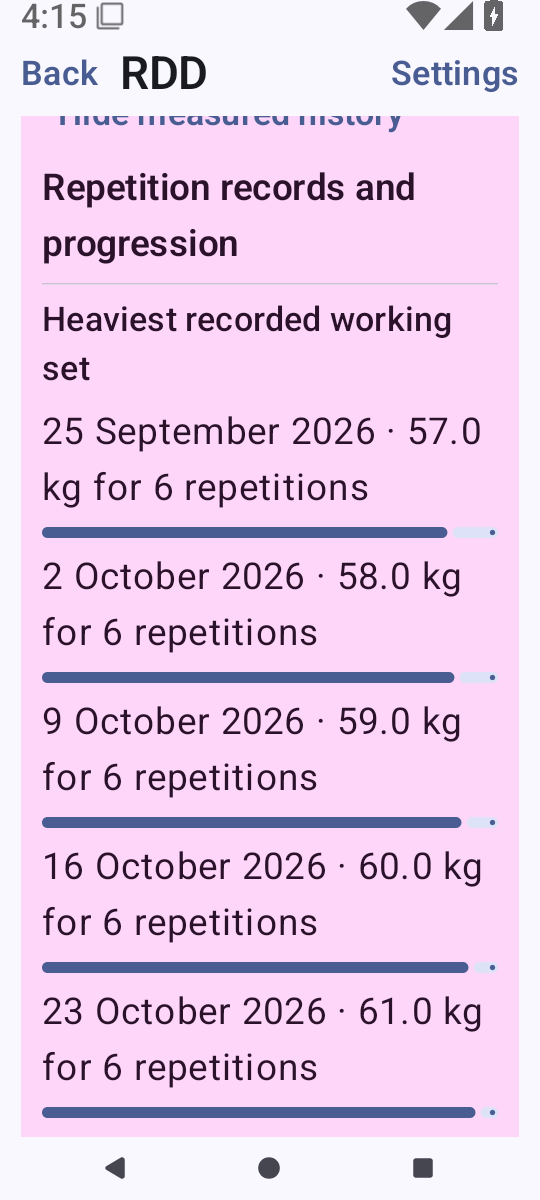 4:15
Back RDD Settings
Hide measured history
Repetition records and
progression
Heaviest recorded working
set
25 September 2026 · 57.0
kg for 6 repetitions
2 October 2026 · 58.0 kg
for 6 repetitions
9 October 2026 · 59.0 kg
for 6 repetitions
16 October 2026 · 60.0 kg
for 6 repetitions
23 October 2026 · 61.0 kg
for 6 repetitions